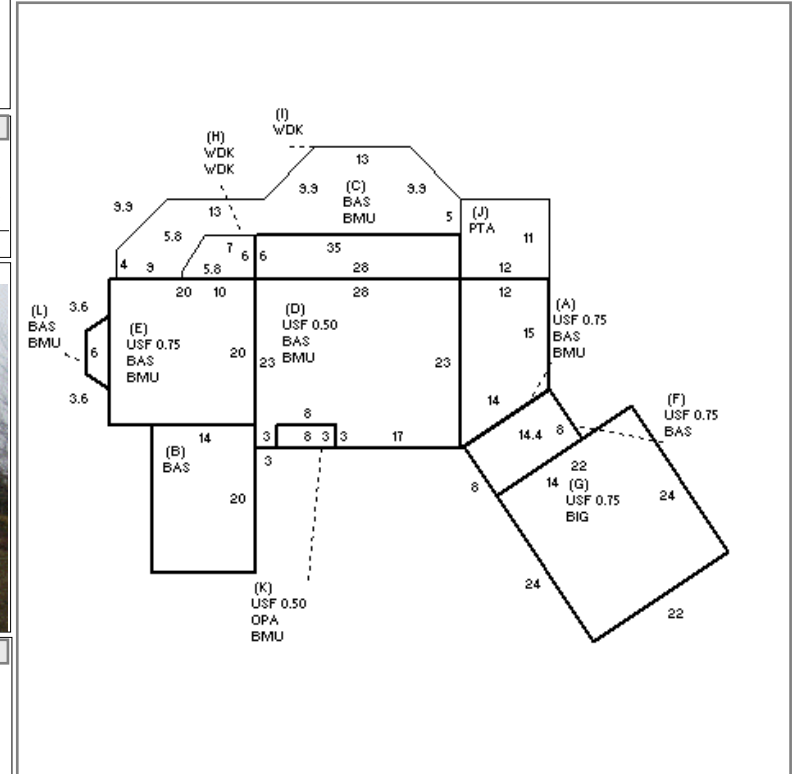 (I)
WDK
(H)
WDK
WDK
13
9.9
(C)
BAS
BMU
9.9
9.9
13
5
(J)
PTA
5.8
7
6
6
35
11
4
9
5.8
28
12
20
10
28
12
(L)
BAS
BMU
3.6
6
3.6
(E)
USF 0.75
BAS
BMU
20
(D)
USF 0.50
BAS
BMU
23
23
15
(A)
USF 0.75
BAS
BMU
14
(F)
USF 0.75
BAS
8
14.4
8
14
(B)
BAS
3
8
3
3
17
3
20
22
8
14
(G)
USF 0.75
BIG
24
24
22
(K)
USF 0.50
OPA
BMU